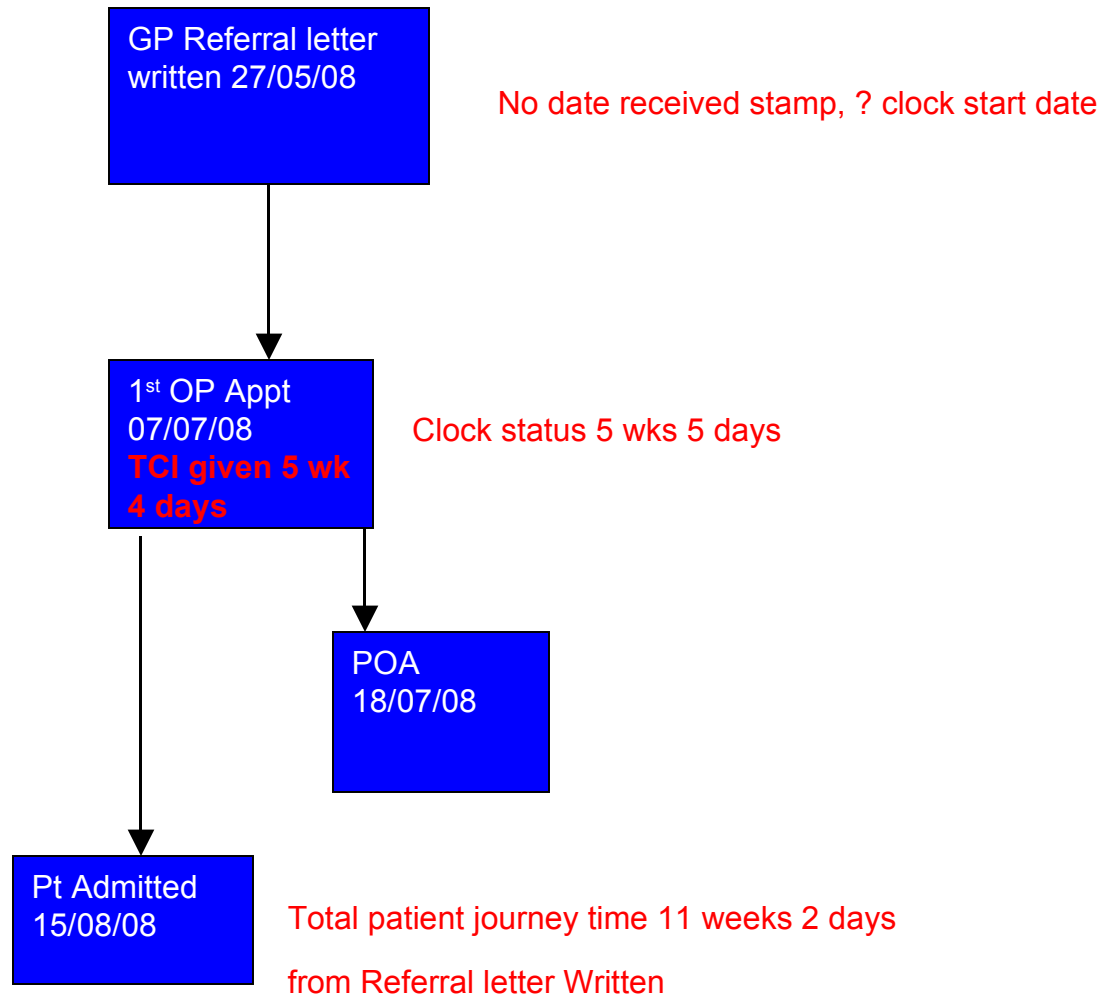 GP Referral letter
written 27/05/08
No date received stamp, ? clock start date
1st OP Appt
07/07/08
TCI given 5 wk
4 days
Clock status 5 wks 5 days
POA
18/07/08
Pt Admitted
15/08/08
Total patient journey time 11 weeks 2 days
from Referral letter Written